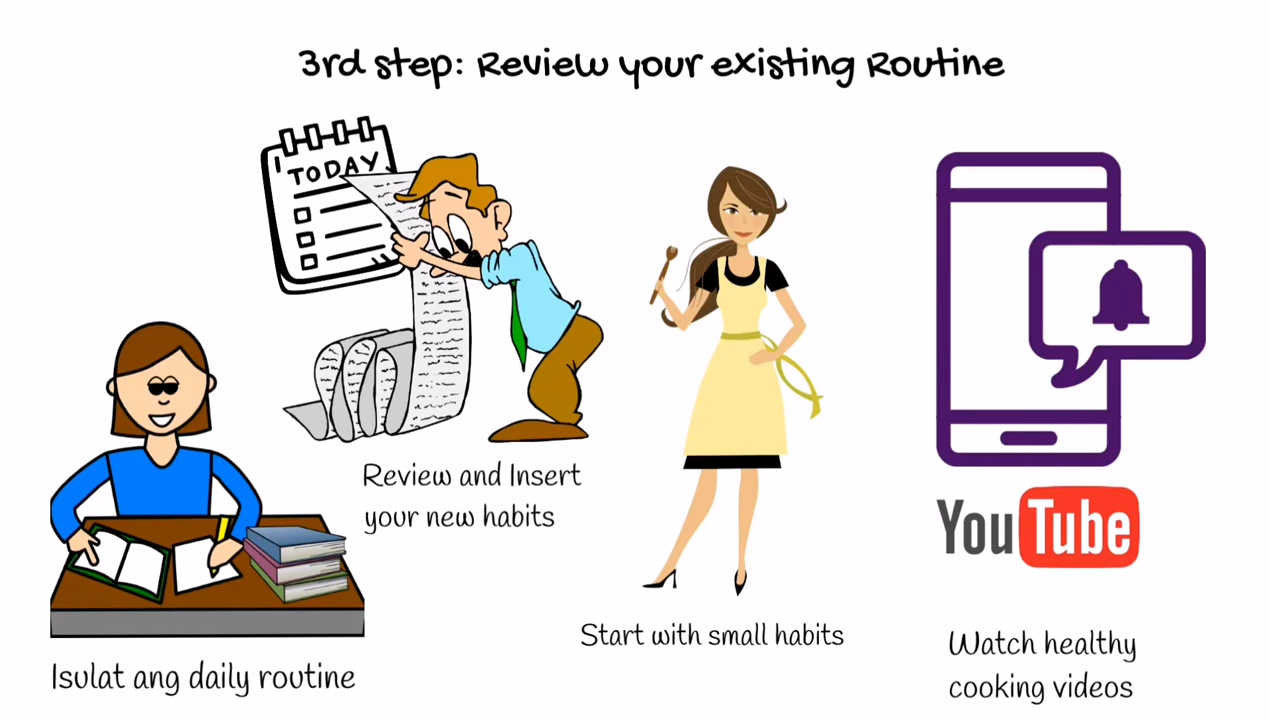 3rd step: Review your existing Routine
TODAY
Review and Insert
your new habits
Isulat ang daily routine
Start with small habits
YouTube
Watch healthy
cooking videos